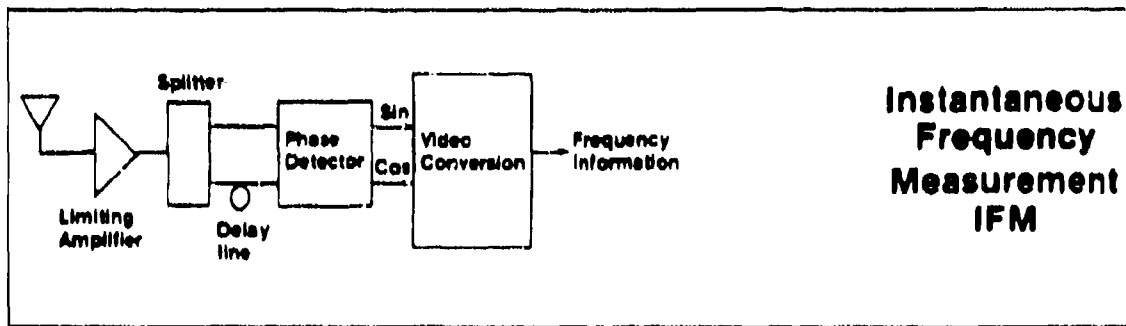 Splitter
Limiting
Amplifier
Delay
line
Phase
Detector
Sin
Cos
Video
Conversion
Frequency
Information
Instantaneous
Frequency
Measurement
IFM